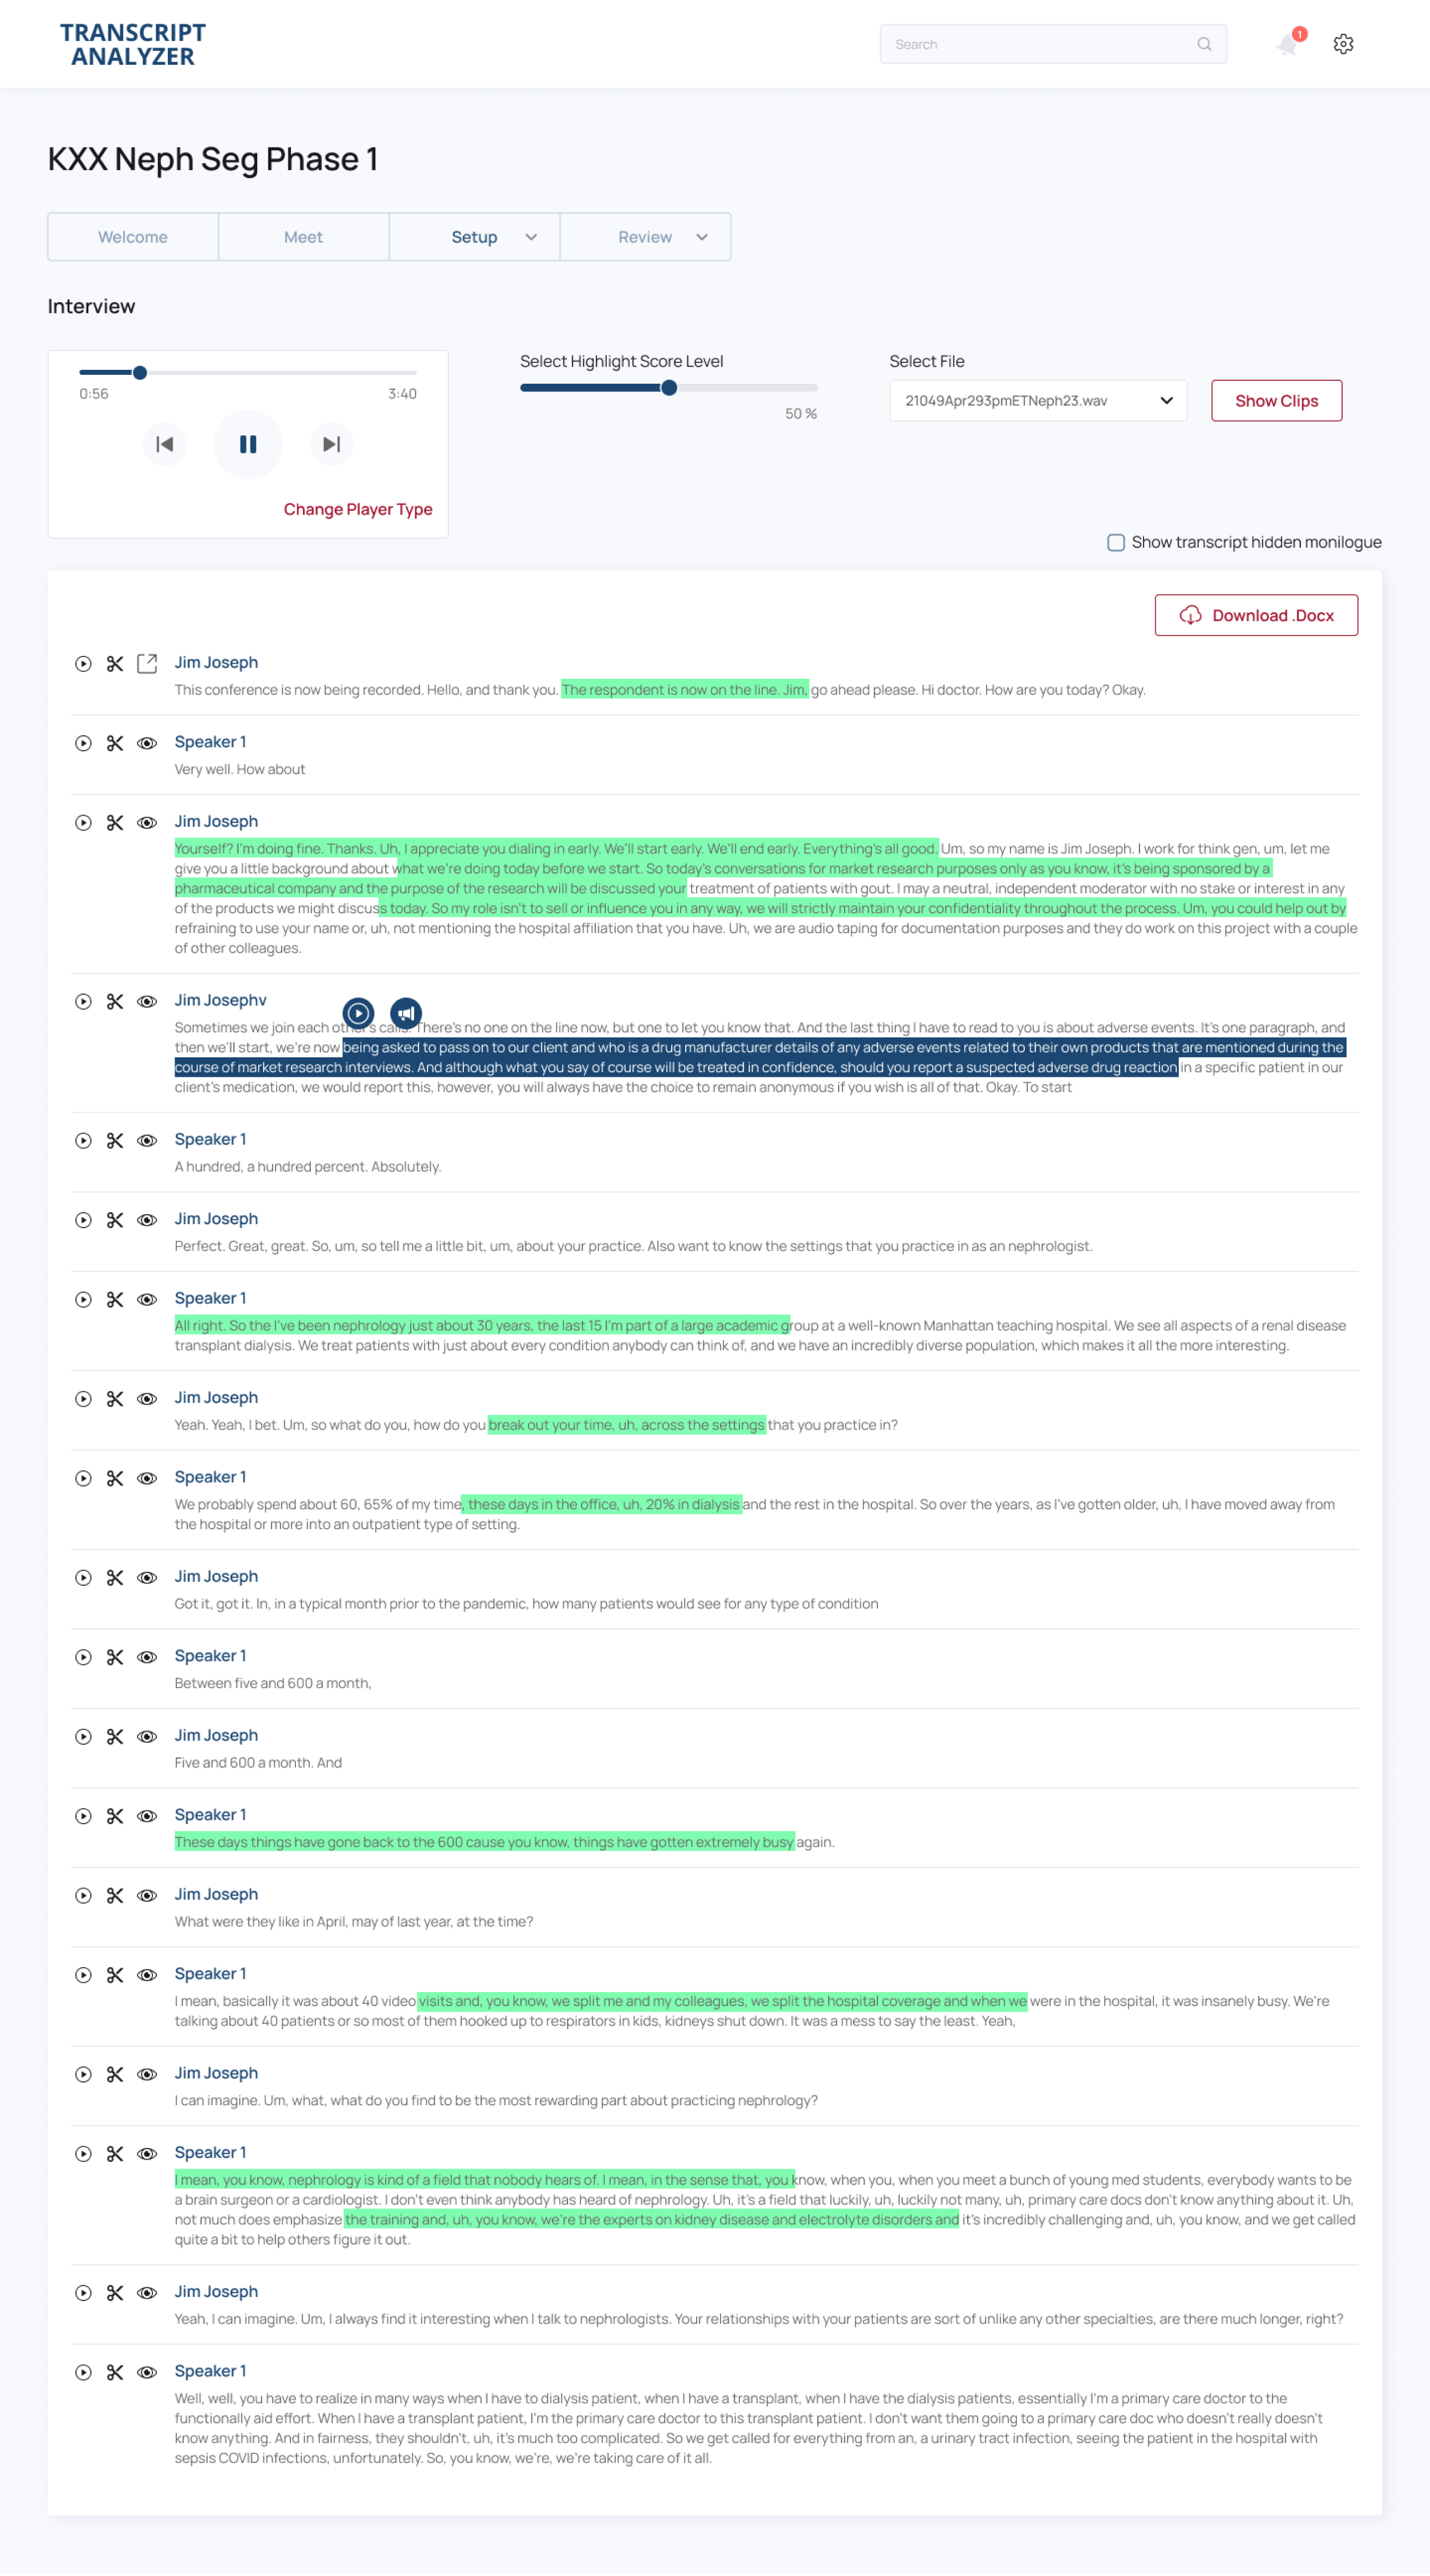 TRANSCRIPT
ANALYZER
Search
1
KXX Neph Seg Phase 1
Welcome
Meet
Setup
Review
Interview
0:56
3:40
Change Player Type
Select Highlight Score Level
50 %
Select File
21049Apr293pmETNeph23.wav
Show Clips
Show transcript hidden monilogue
Download .Docx
Jim Joseph
This conference is now being recorded. Hello, and thank you. The respondent is now on the line. Jim, go ahead please. Hi doctor. How are you today? Okay.
Speaker 1
Very well. How about
Jim Joseph
Yourself? I'm doing fine. Thanks. Uh, I appreciate you dialing in early. We'll start early. We'll end early. Everything's all good. Um, so my name is Jim Joseph. I work for think gen, um, let me
give you a little background about what we're doing today before we start. So today's conversations for market research purposes only as you know, it's being sponsored by a
pharmaceutical company and the purpose of the research will be discussed your treatment of patients with gout. I may a neutral, independent moderator with no stake or interest in any
of the products we might discuss today. So my role isn't to sell or influence you in any way, we will strictly maintain your confidentiality throughout the process. Um, you could help out by
refraining to use your name or, uh, not mentioning the hospital affiliation that you have. Uh, we are audio taping for documentation purposes and they do work on this project with a couple
of other colleagues.
Jim Josephv
Sometimes we join each other's calls. There's no one on the line now, but one to let you know that. And the last thing I have to read to you is about adverse events. It's one paragraph, and
then we'll start, we're now being asked to pass on to our client and who is a drug manufacturer details of any adverse events related to their own products that are mentioned during the
course of market research interviews. And although what you say of course will be treated in confidence, should you report a suspected adverse drug reaction in a specific patient in our
client's medication, we would report this, however, you will always have the choice to remain anonymous if you wish is all of that. Okay. To start
Speaker 1
A hundred, a hundred percent. Absolutely.
Jim Joseph
Perfect. Great, great. So, um, so tell me a little bit, um, about your practice. Also want to know the settings that you practice in as an nephrologist.
Speaker 1
All right. So the I've been nephrology just about 30 years, the last 15 I'm part of a large academic group at a well-known Manhattan teaching hospital. We see all aspects of a renal disease
transplant dialysis. We treat patients with just about every condition anybody can think of, and we have an incredibly diverse population, which makes it all the more interesting.
Jim Joseph
Yeah. Yeah, I bet. Um, so what do you, how do you break out your time, uh, across the settings that you practice in?
Speaker 1
We probably spend about 60, 65% of my time, these days in the office, uh, 20% in dialysis and the rest in the hospital. So over the years, as I've gotten older, uh, I have moved away from
the hospital or more into an outpatient type of setting.
Jim Joseph
Got it, got it. In, in a typical month prior to the pandemic, how many patients would see for any type of condition
Speaker 1
Between five and 600 a month,
Jim Joseph
Five and 600 a month. And
Speaker 1
These days things have gone back to the 600 cause you know, things have gotten extremely busy again.
Jim Joseph
What were they like in April, may of last year, at the time?
Speaker 1
I mean, basically it was about 40 video visits and, you know, we split me and my colleagues, we split the hospital coverage and when we were in the hospital, it was insanely busy. We're
talking about 40 patients or so most of them hooked up to respirators in kids, kidneys shut down. It was a mess to say the least. Yeah,
Jim Joseph
I can imagine. Um, what, what do you find to be the most rewarding part about practicing nephrology?
Speaker 1
I mean, you know, nephrology is kind of a field that nobody hears of. I mean, in the sense that, you know, when you, when you meet a bunch of young med students, everybody wants to be
a brain surgeon or a cardiologist. I don't even think anybody has heard of nephrology. Uh, it's a field that luckily, uh, luckily not many, uh, primary care docs don't know anything about it. Uh,
not much does emphasize the training and, uh, you know, we're the experts on kidney disease and electrolyte disorders and it's incredibly challenging and, uh, you know, and we get called
quite a bit to help others figure it out.
Jim Joseph
Yeah, I can imagine. Um, I always find it interesting when I talk to nephrologists. Your relationships with your patients are sort of unlike any other specialties, are there much longer, right?
Speaker 1
Well, well, you have to realize in many ways when I have to dialysis patient, when I have a transplant, when I have the dialysis patients, essentially I'm a primary care doctor to the
functionally aid effort. When I have a transplant patient, I'm the primary care doctor to this transplant patient. I don't want them going to a primary care doc who doesn't really doesn't
know anything. And in fairness, they shouldn't, uh, it's much too complicated. So we get called for everything from an, a urinary tract infection, seeing the patient in the hospital with
sepsis COVID infections, unfortunately. So, you know, we're, we're taking care of it all.